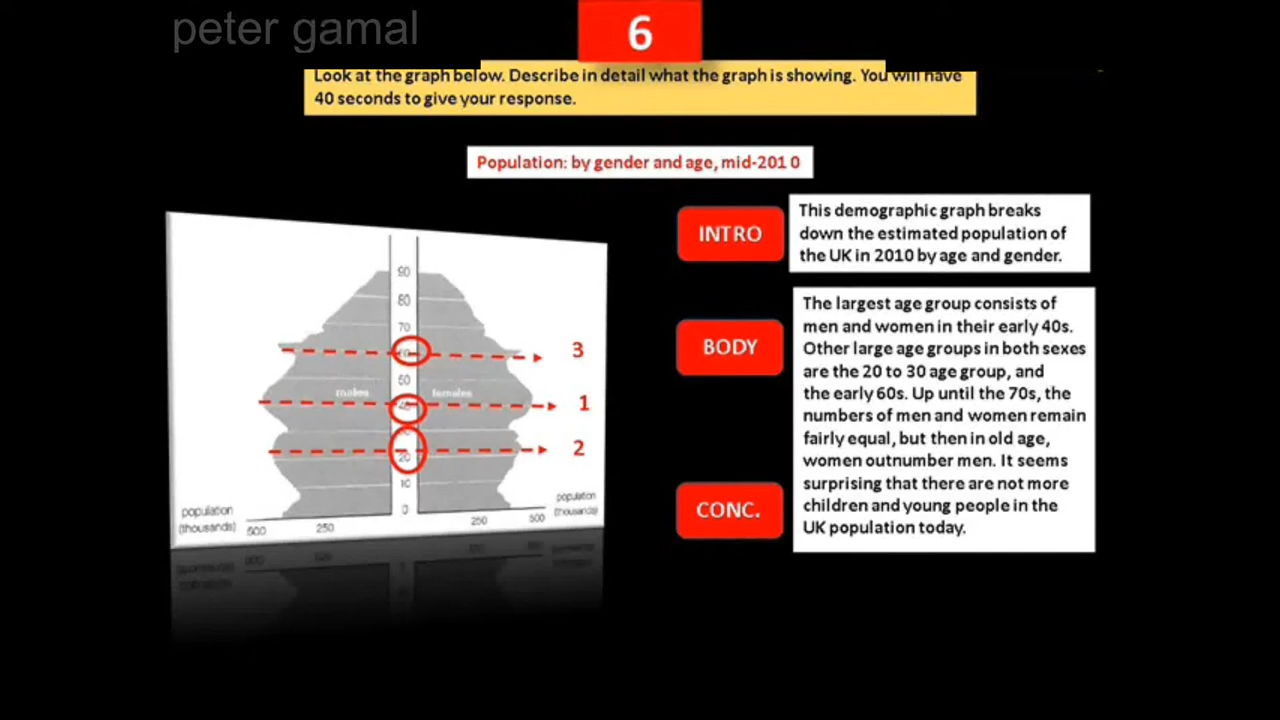 peter gamal
6
Look at the graph below. Describe in detail what the graph is showing. You will have
40 seconds to give your response.
Population: by gender and age, mid-201 0
INTRO
This demographic graph breaks
down the estimated population of
the UK in 2010 by age and gender.
BODY
The largest age group consists of
men and women in their early 40s.
Other large age groups in both sexes
are the 20 to 30 age group, and
the early 60s. Up until the 70s, the
numbers of men and women remain
fairly equal, but then in old age,
women outnumber men. It seems
surprising that there are not more
children and young people in the
UK population today.
CONC.
90
80
70
3
50
males
females
1
2
20
10
0
population
(thousands)
500
250
250
500
population
(thousands)